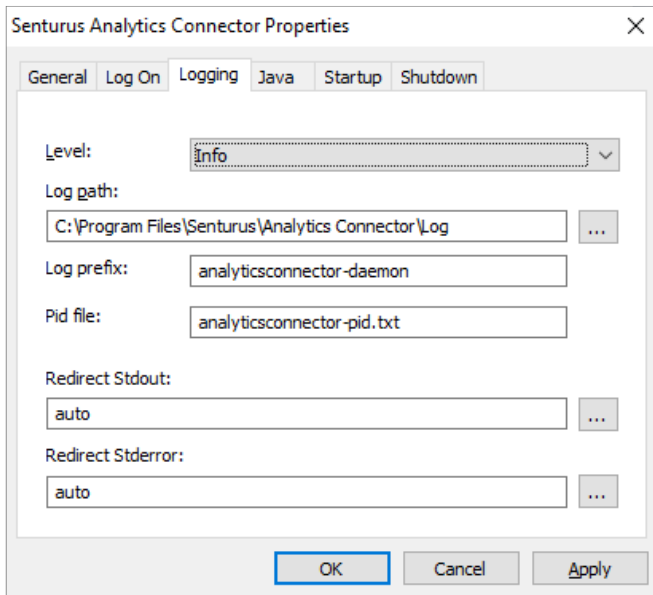 Senturus Analytics Connector Properties
General Log On Logging Java Startup Shutdown
Level: Info
Log path:
C:\Program Files\Senturus\Analytics Connector\Log ...
Log prefix: analyticsconnector-daemon
Pid file: analyticsconnector-pid.txt
Redirect Stdout:
auto ...
Redirect Stderror:
auto ...
OK Cancel Apply